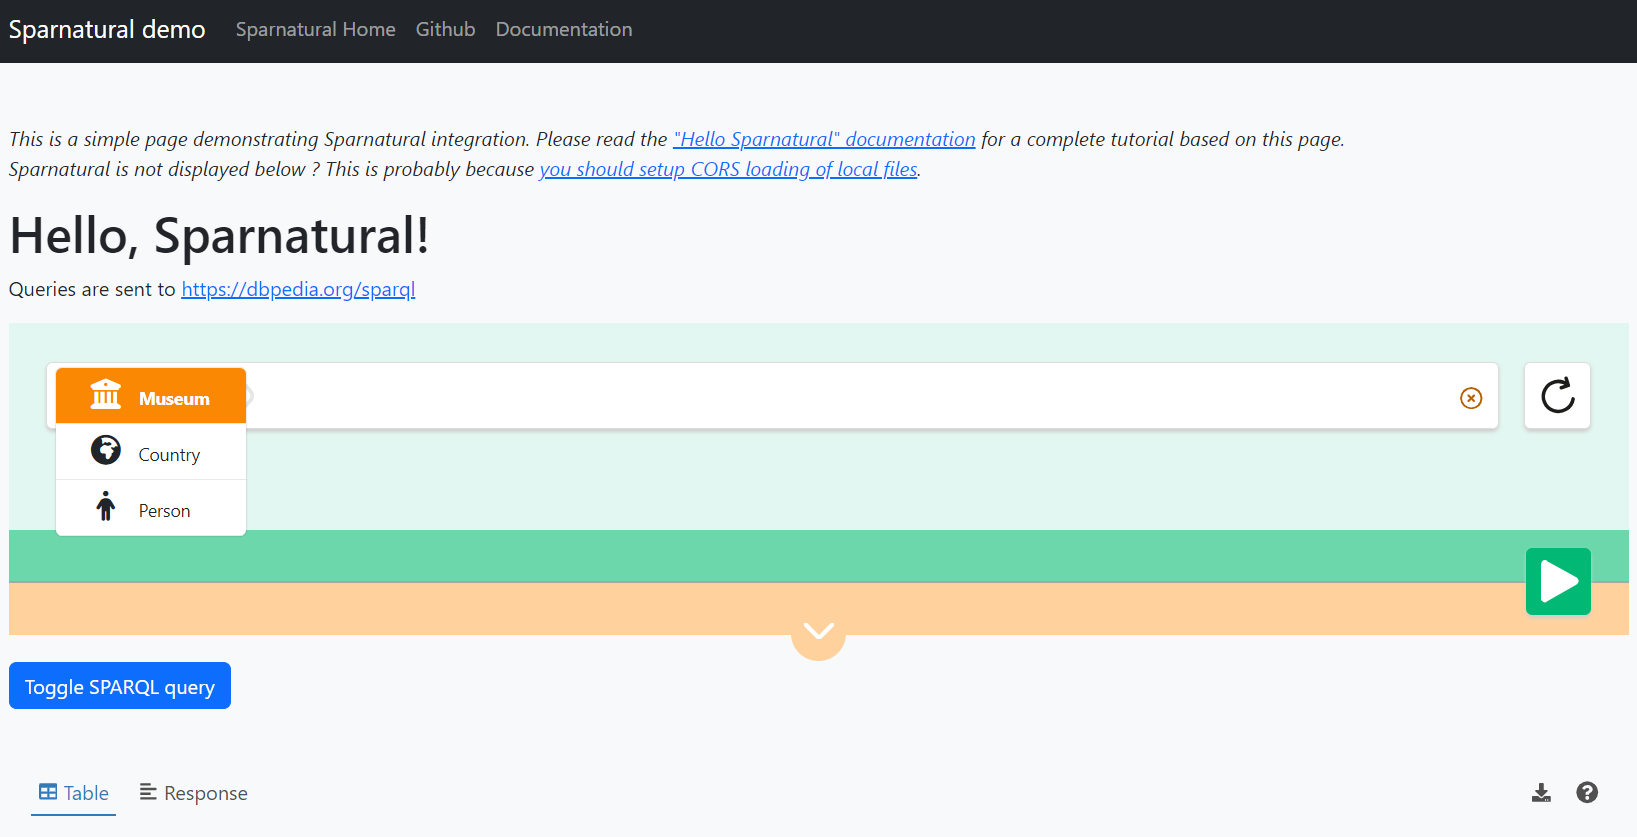 Sparnatural demo Sparnatural Home Github Documentation
This is a simple page demonstrating Sparnatural integration. Please read the "Hello Sparnatural" documentation for a complete tutorial based on this page.
Sparnatural is not displayed below ? This is probably because you should setup CORS loading of local files.
Hello, Sparnatural!
Queries are sent to https://dbpedia.org/sparql
Museum
Country
Person
Toggle SPARQL query
Table Response